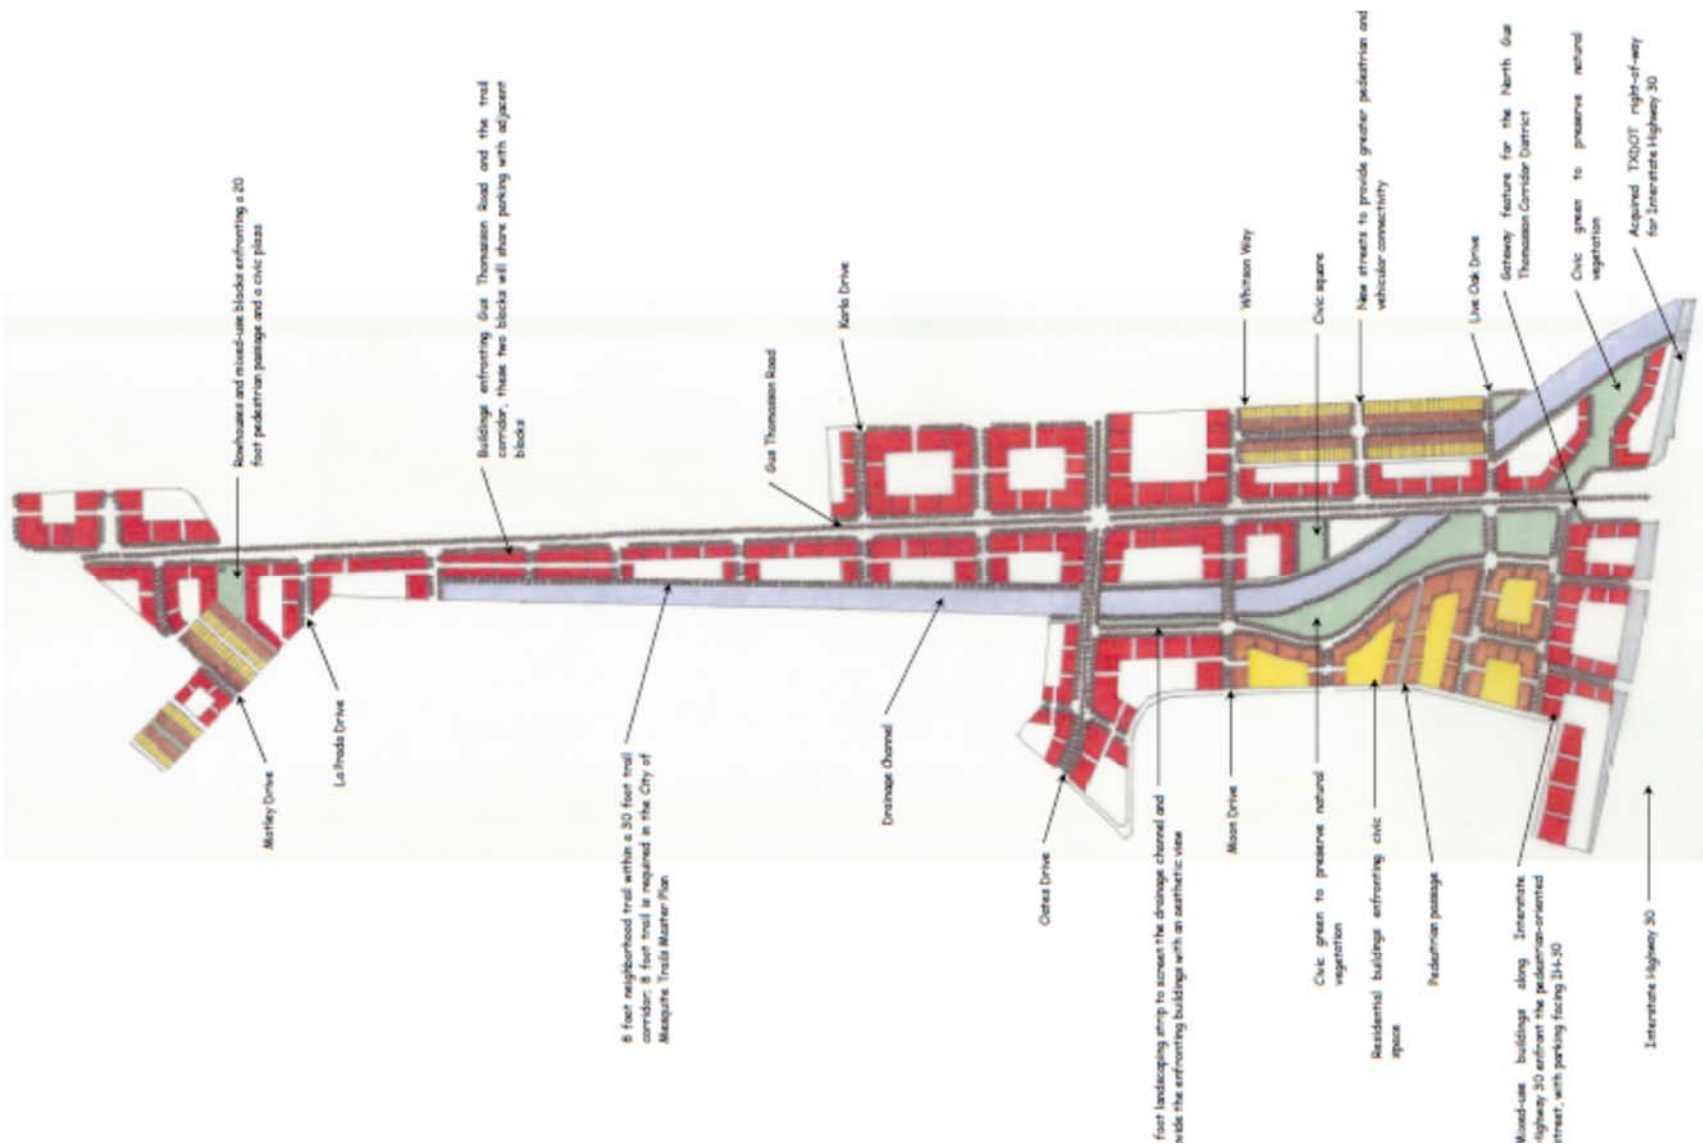 Rowhouses and mixed-use blocks enfronting a 20
foot pedestrian passage and a civic plaza
Buildings enfronting Gus Thomasson Road and the trail
corridor, these two blocks will share parking with adjacent
blocks
Gus Thomasson Road
Karla Drive
Whitson Way
Civic square
New streets to provide greater pedestrian and
vehicular connectivity
Live Oak Drive
Gateway feature for the North Gus
Thomasson Corridor District
Civic green to preserve natural
vegetation
Acquired TXDOT right-of-way
for Interstate Highway 30
Motley Drive
La Prada Drive
8 foot neighborhood trail within a 30 foot trail
corridor; 8 foot trail is required in the City of
Mesquite Trails Master Plan
Drainage Channel
Oates Drive
foot landscaping strip to screen the drainage channel and
vide the enfronting buildings with an aesthetic view
Moon Drive
Civic green to preserve natural
vegetation
Residential buildings enfronting civic
space
Pedestrian passage
Mixed-use buildings along Interstate
Highway 30 enfront the pedestrian-oriented
street, with parking facing IH-30
Interstate Highway 30